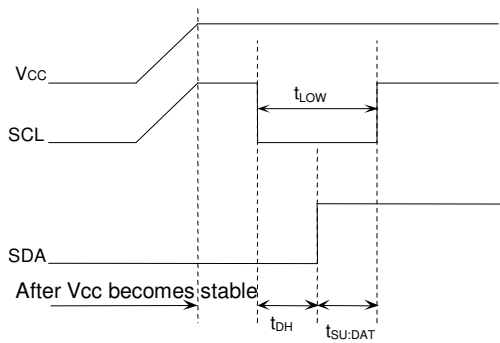 VCC
tLOW
SCL
SDA
After Vcc becomes stable
tDH
tSU:DAT